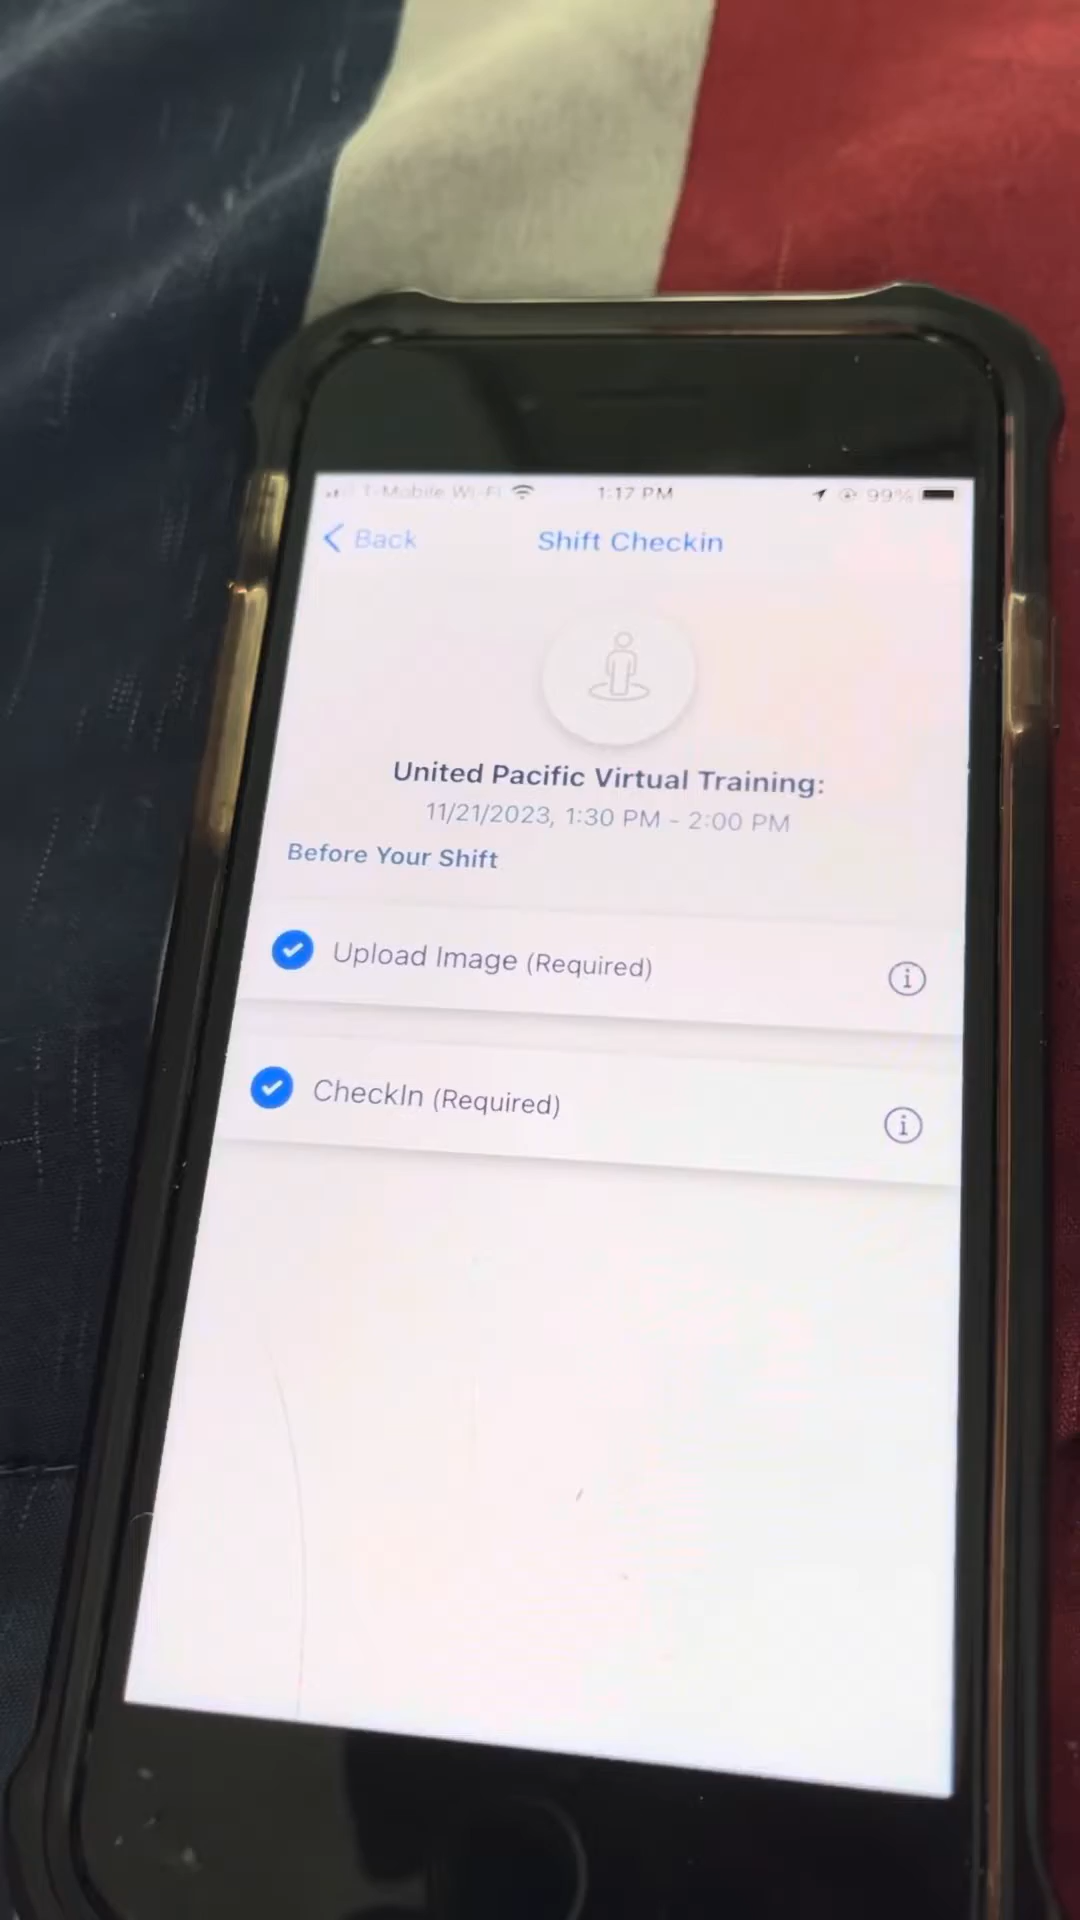 T-Mobile Wi-Fi 1:17 PM 99%
Back Shift Checkin
United Pacific Virtual Training:
11/21/2023, 1:30 PM - 2:00 PM
Before Your Shift
Upload Image (Required)
CheckIn (Required)